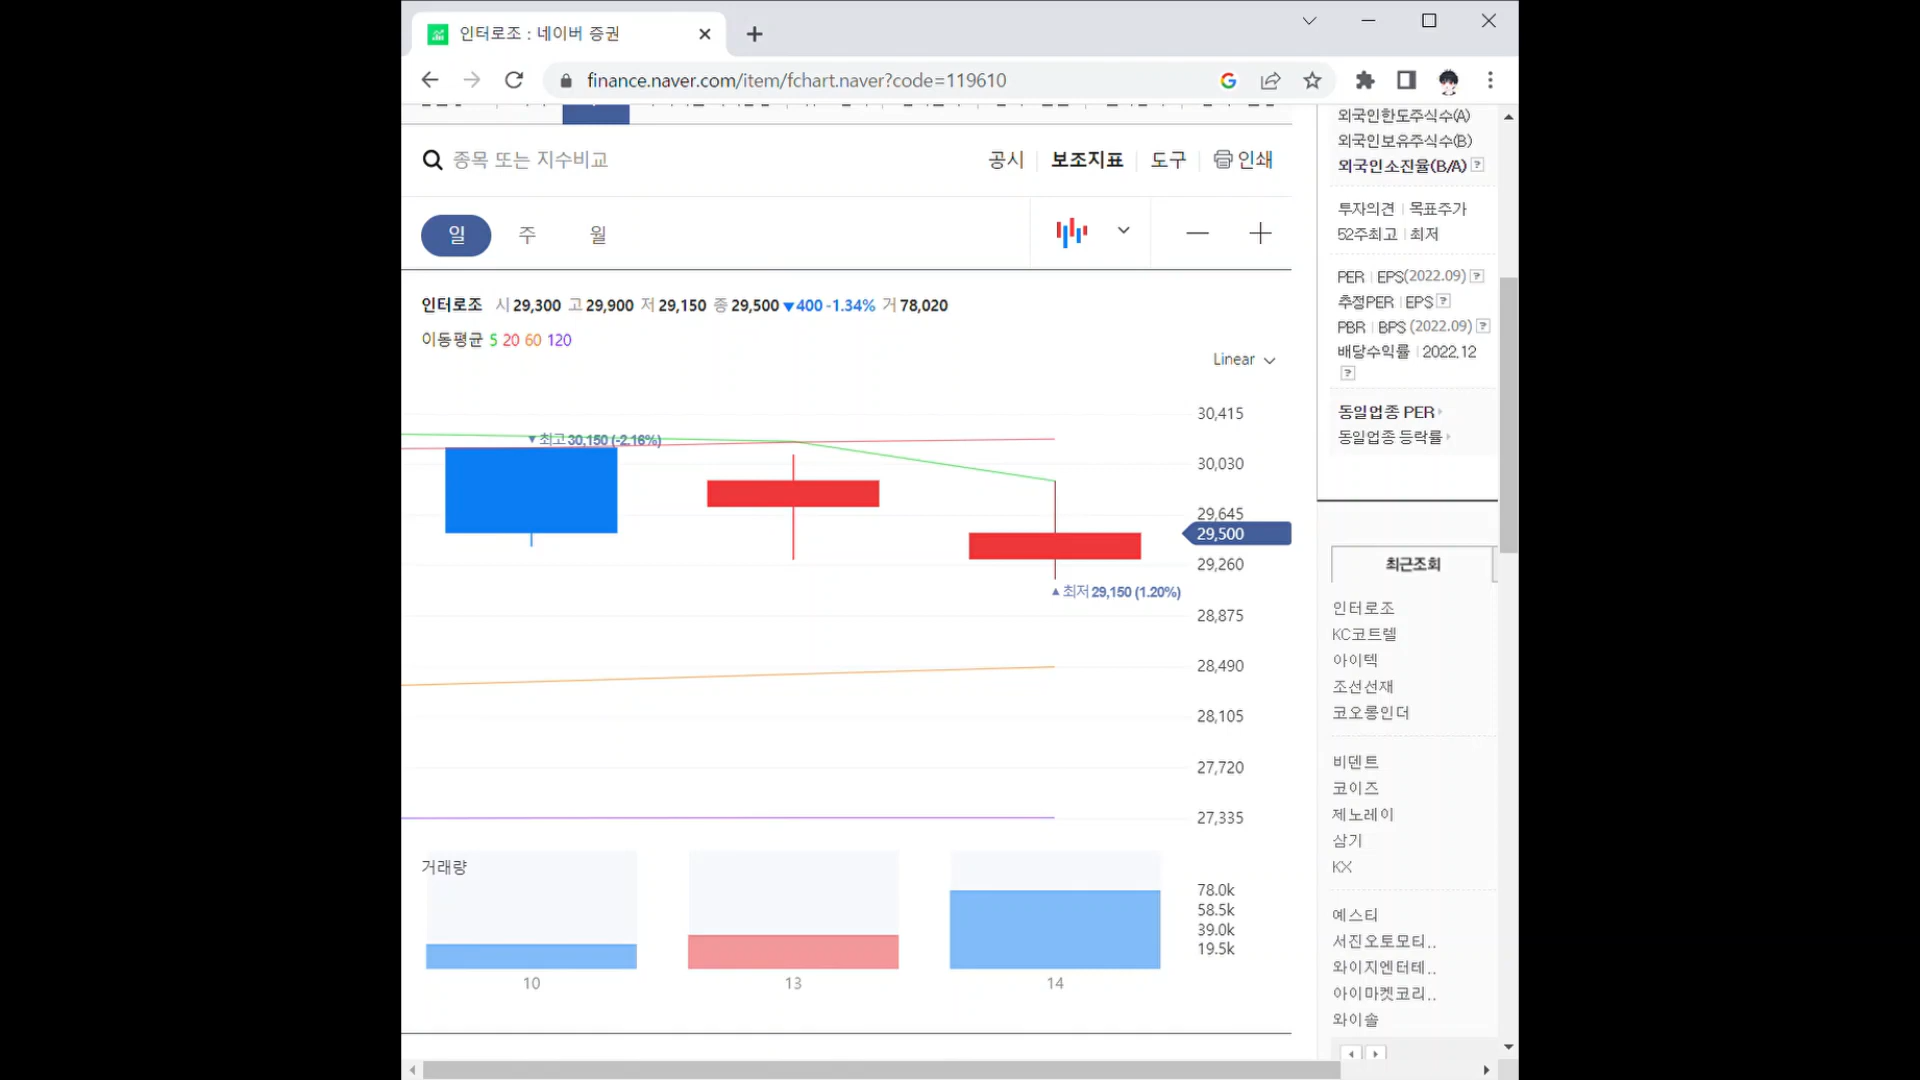 인터로조 : 네이버 증권
finance.naver.com/item/fchart.naver?code=119610
종목 또는 지수비교
공시 보조지표 도구 인쇄
일 주 월
인터로조 시 29,300 고 29,900 저 29,150 종 29,500 ▼400 -1.34% 거 78,020
이동평균 5 20 60 120
Linear
▼최고 30,150 (-2.16%)
30,415
30,030
29,645
29,500
29,260
▲최저 29,150 (1.20%)
28,875
28,490
28,105
27,720
27,335
거래량
78.0k
58.5k
39.0k
19.5k
10 13 14
외국인한도주식수(A)
외국인보유주식수(B)
외국인소진율(B/A) ?
투자의견 | 목표주가
52주최고 | 최저
PER | EPS(2022.09) ?
추정PER | EPS ?
PBR | BPS (2022.09) ?
배당수익률 | 2022.12
?
동일업종 PER
동일업종 등락률
최근조회
인터로조
KC코트렐
아이텍
조선선재
코오롱인더
비덴트
코이즈
제노레이
삼기
KX
예스티
서진오토모티..
와이지엔터테..
아이마켓코리..
와이솔